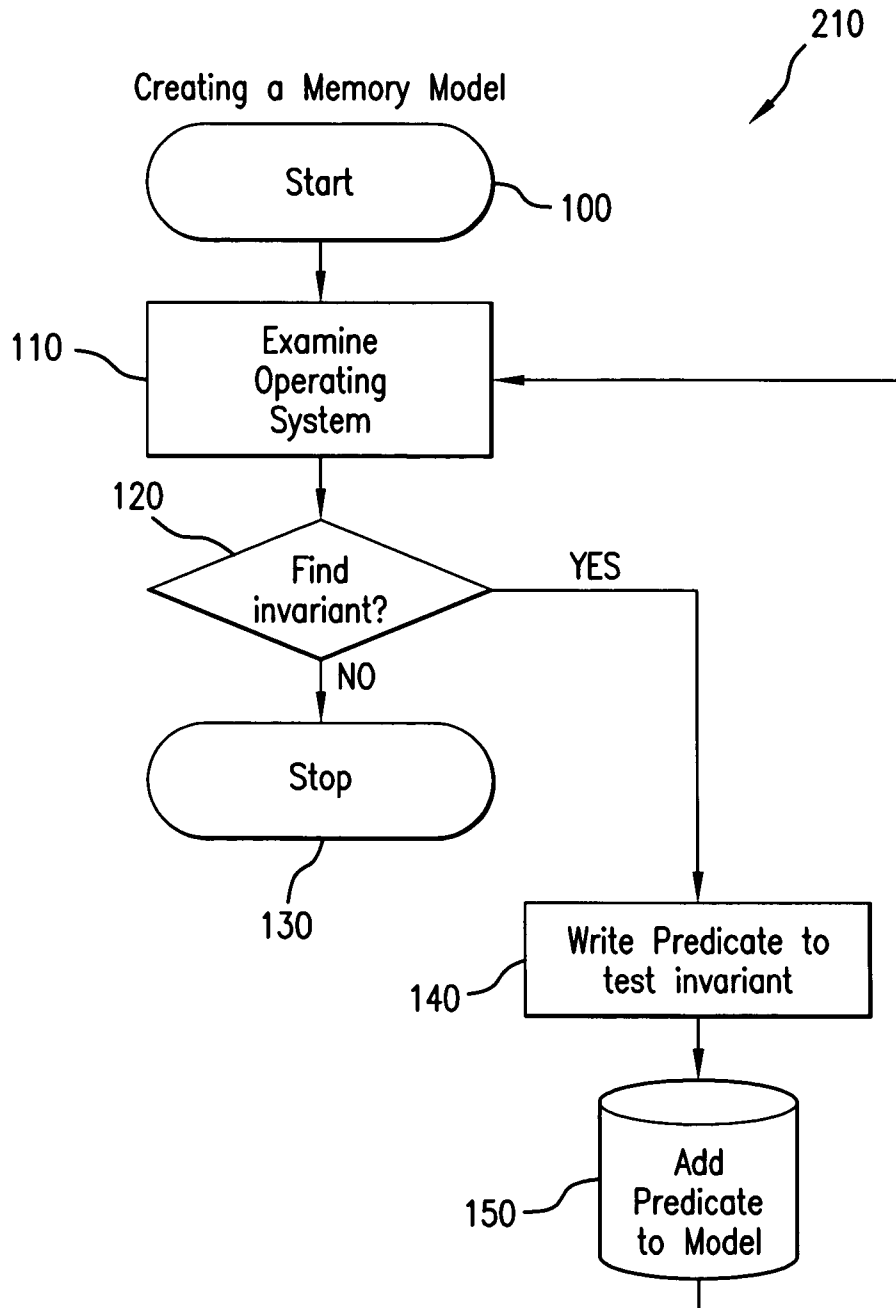 210
Creating a Memory Model
Start
100
110
Examine
Operating
System
120
Find
invariant?
YES
NO
Stop
130
Write Predicate to
test invariant
140
Add
Predicate
to Model
150